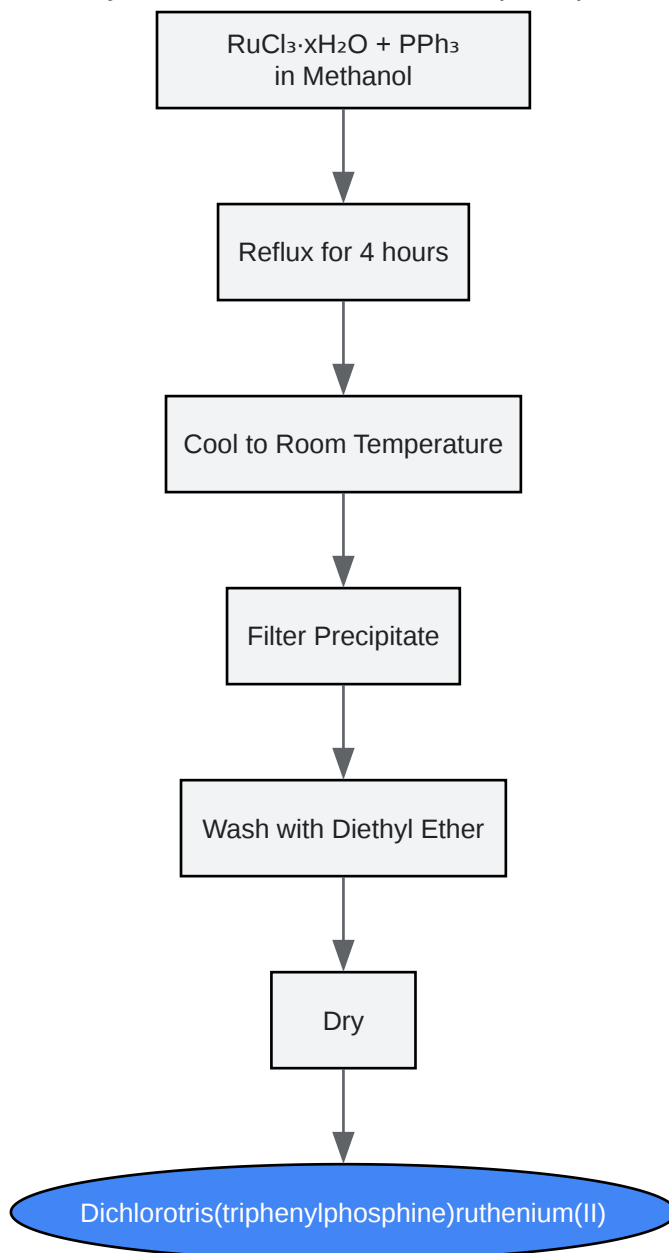 RuCl₃·xH₂O + PPh₃
in Methanol
Reflux for 4 hours
Cool to Room Temperature
Filter Precipitate
Wash with Diethyl Ether
Dry
Dichlorotris(triphenylphosphine)ruthenium(II)